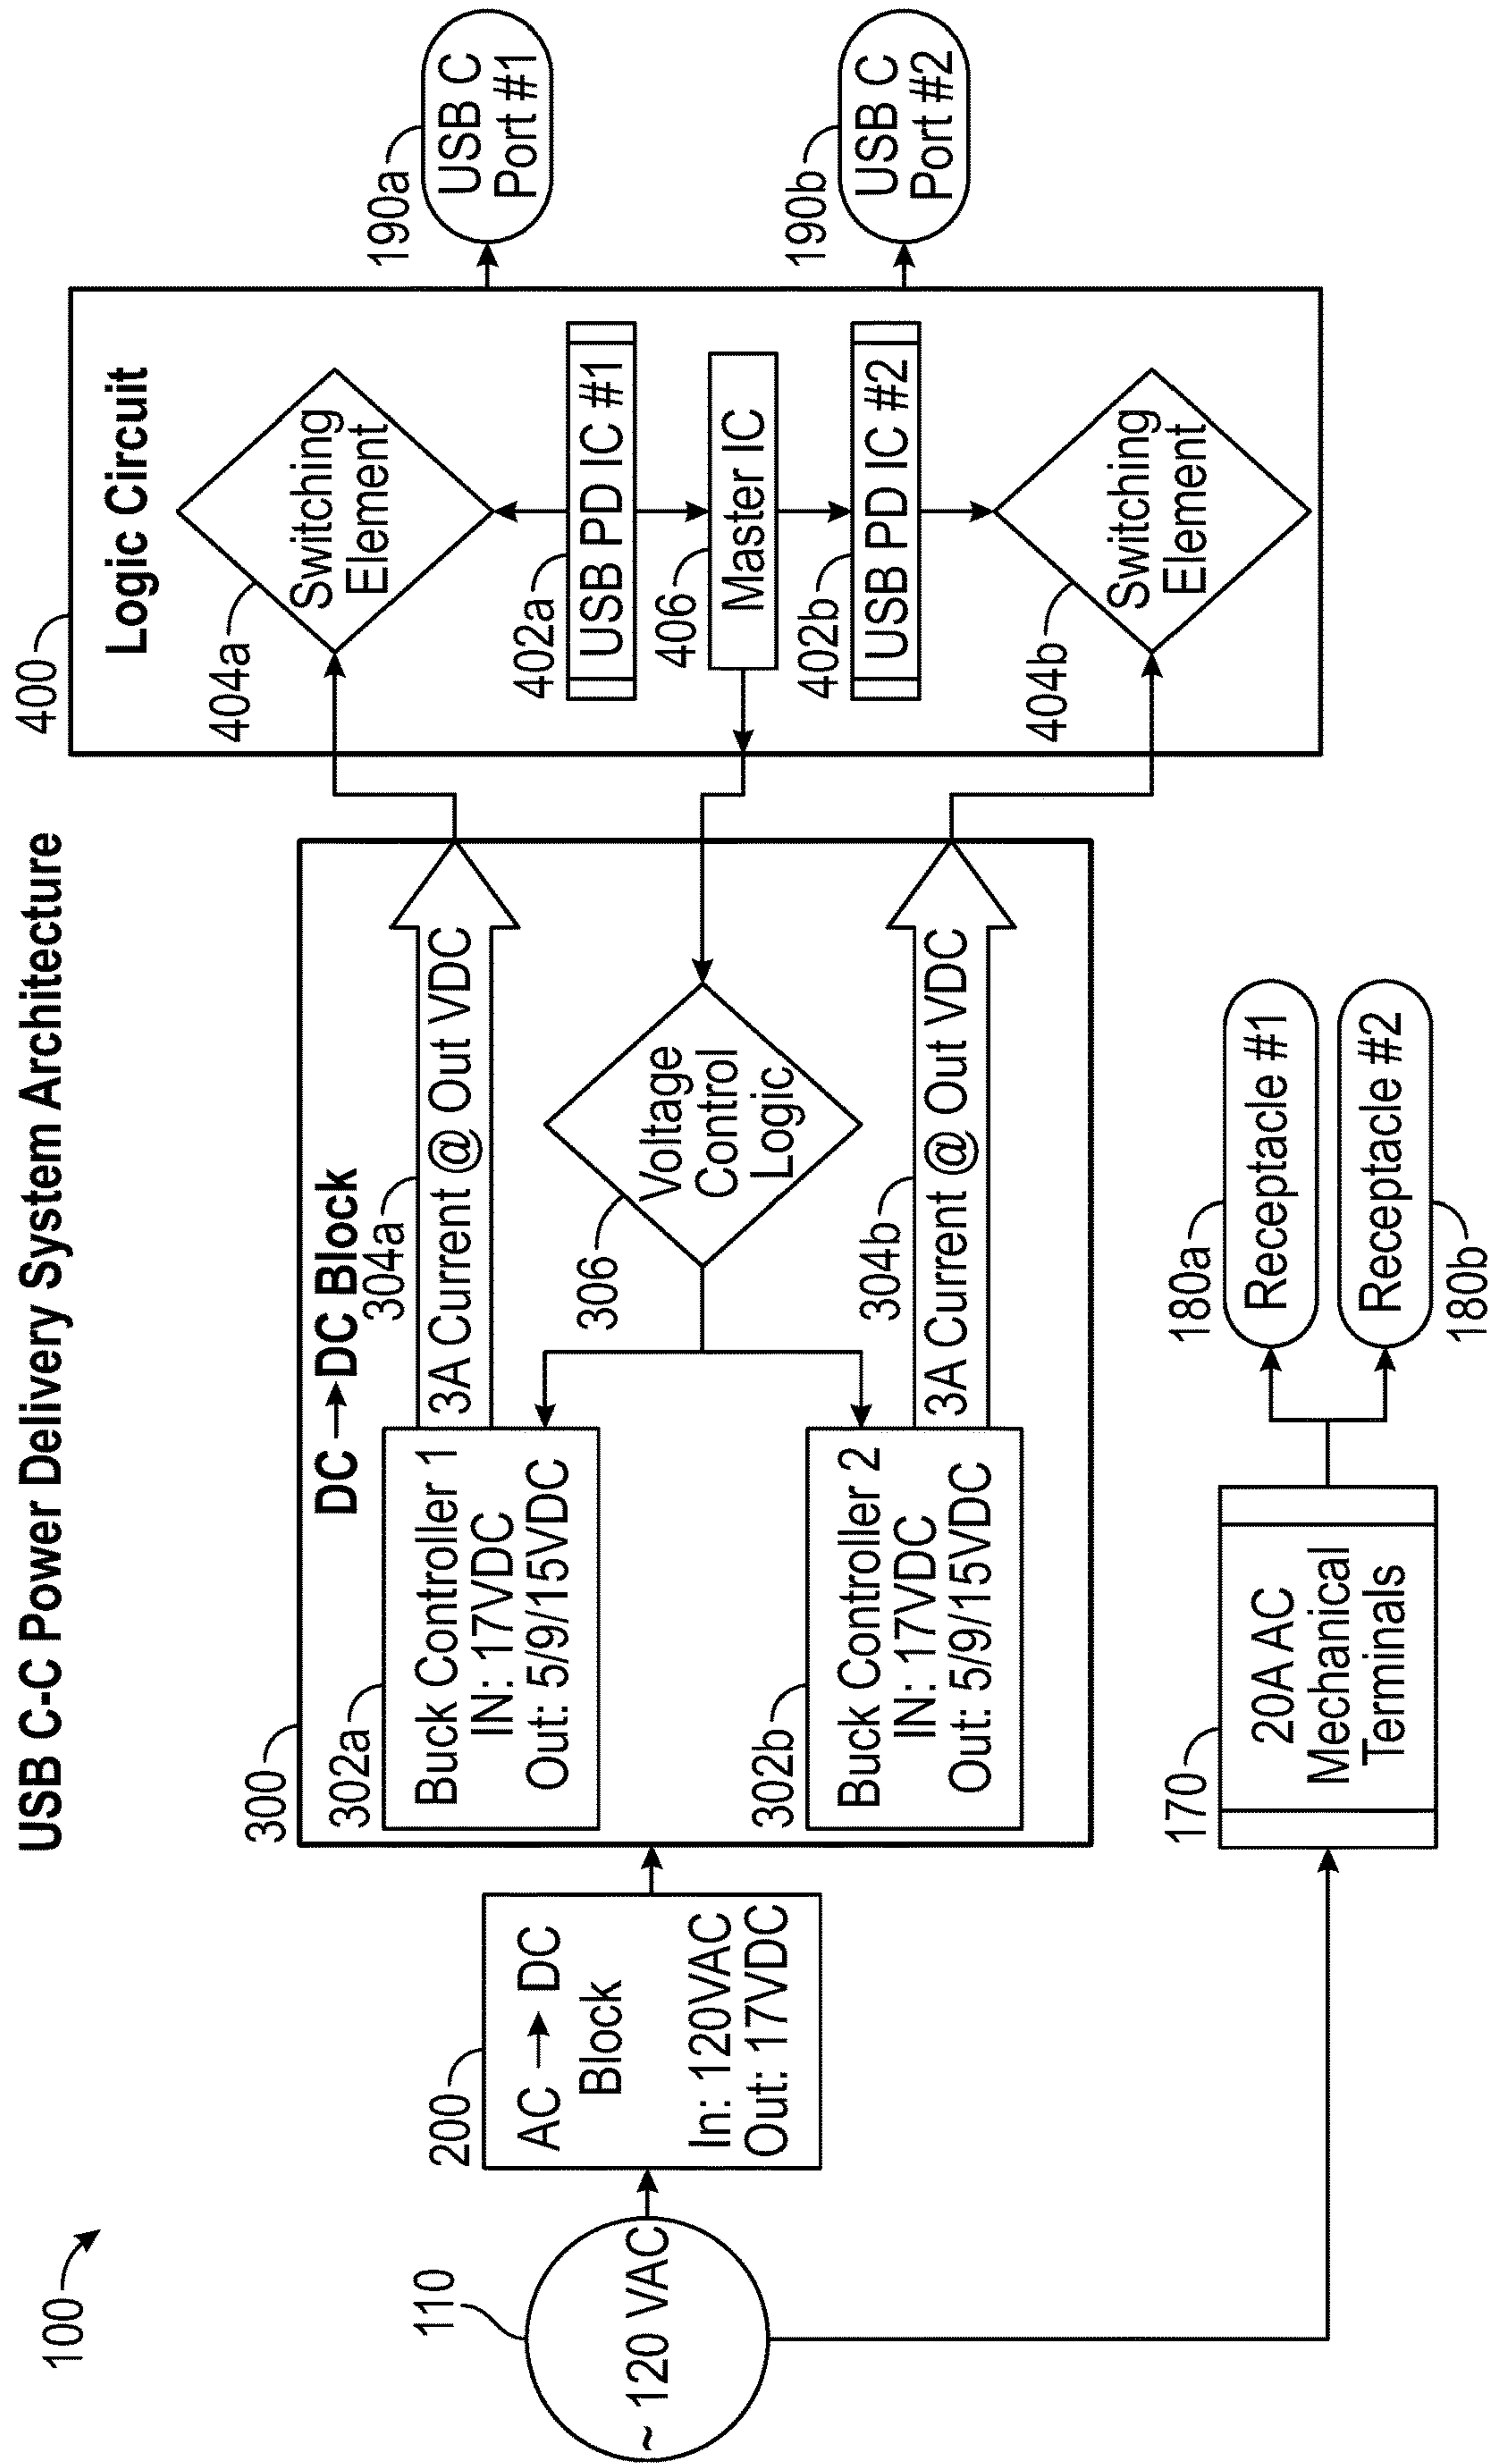 USB C-C Power Delivery System Architecture
100
110
~ 120 VAC
200
AC → DC
Block
In: 120VAC
Out: 17VDC
300
DC → DC Block
302a
Buck Controller 1
IN: 17VDC
Out: 5/9/15VDC
304a
3A Current @ Out VDC
306
Voltage
Control
Logic
302b
Buck Controller 2
IN: 17VDC
Out: 5/9/15VDC
304b
3A Current @ Out VDC
400
Logic Circuit
404a
Switching
Element
402a
USB PD IC #1
406
Master IC
402b
USB PD IC #2
404b
Switching
Element
190a
USB C
Port #1
190b
USB C
Port #2
170
20A AC
Mechanical
Terminals
180a
Receptacle #1
Receptacle #2
180b